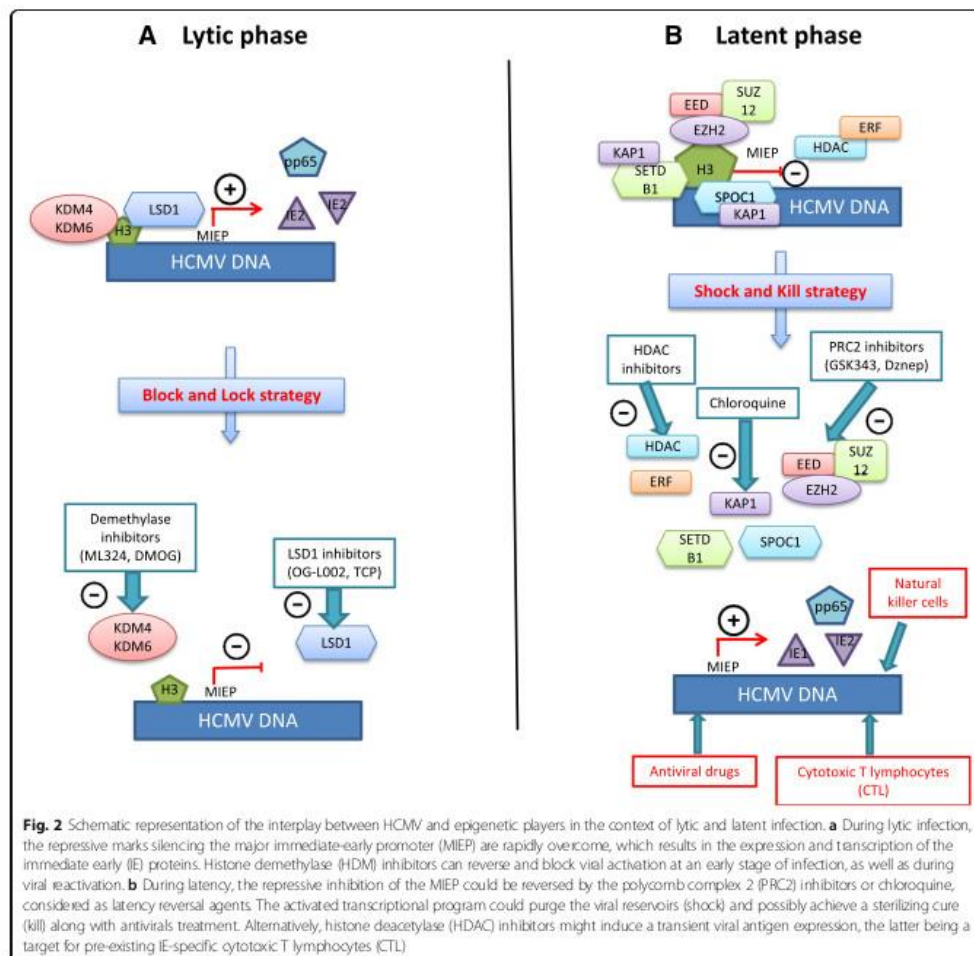 A Lytic phase
pp65
KDM4
KDM6
LSD1
H3
+
MIEP
IE2
IE2
HCMV DNA
Block and Lock strategy
Demethylase
inhibitors
(ML324, DMOG)
LSD1 inhibitors
(OG-L002, TCP)
−
−
KDM4
KDM6
LSD1
−
H3
MIEP
HCMV DNA
B Latent phase
EED
SUZ
12
EZH2
ERF
HDAC
MIEP
KAP1
SETD
B1
H3
−
SPOC1
KAP1
HCMV DNA
Shock and Kill strategy
HDAC
inhibitors
PRC2 inhibitors
(GSK343, Dznep)
Chloroquine
−
−
−
HDAC
ERF
EED
SUZ
12
EZH2
KAP1
SETD
B1
SPOC1
Natural
killer cells
pp65
+
IE1
IE2
MIEP
HCMV DNA
Antiviral drugs
Cytotoxic T lymphocytes
(CTL)
Fig. 2 Schematic representation of the interplay between HCMV and epigenetic players in the context of lytic and latent infection. a During lytic infection,
the repressive marks silencing the major immediate-early promoter (MIEP) are rapidly overcome, which results in the expression and transcription of the
immediate early (IE) proteins. Histone demethylase (HDM) inhibitors can reverse and block viral activation at an early stage of infection, as well as during
viral reactivation. b During latency, the repressive inhibition of the MIEP could be reversed by the polycomb complex 2 (PRC2) inhibitors or chloroquine,
considered as latency reversal agents. The activated transcriptional program could purge the viral reservoirs (shock) and possibly achieve a sterilizing cure
(kill) along with antivirals treatment. Alternatively, histone deacetylase (HDAC) inhibitors might induce a transient viral antigen expression, the latter being a
target for pre-existing IE-specific cytotoxic T lymphocytes (CTL)